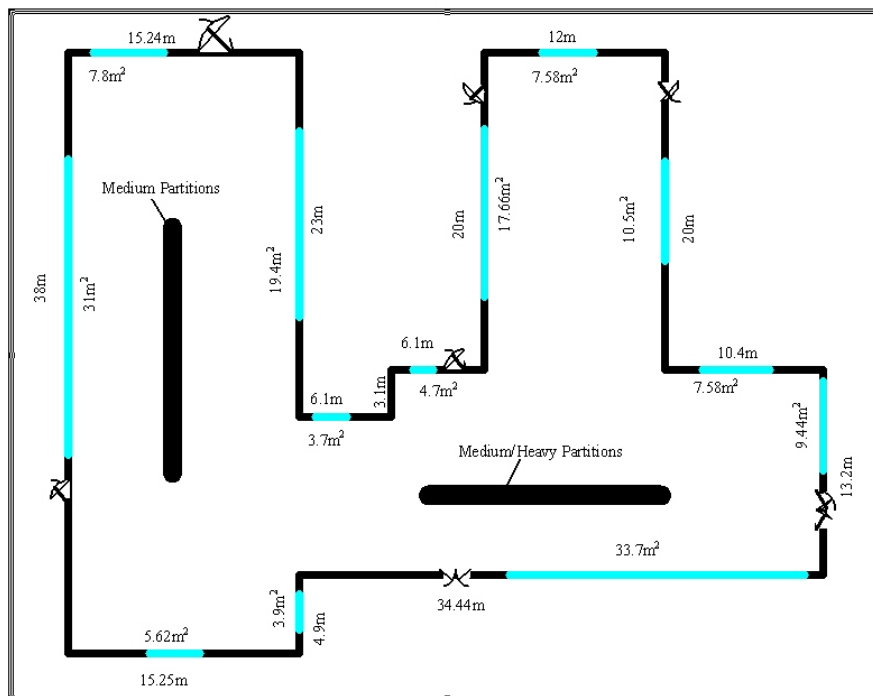 15.24m
12m
7.8m²
7.58m²
Medium Partitions
23m
19.4m²
20m
17.66m²
10.5m²
20m
38m
31m²
6.1m
10.4m
6.1m
3.1m
4.7m²
7.58m²
3.7m²
9.44m²
13.2m
Medium/Heavy Partitions
33.7m²
3.9m²
4.9m
34.44m
5.62m²
15.25m